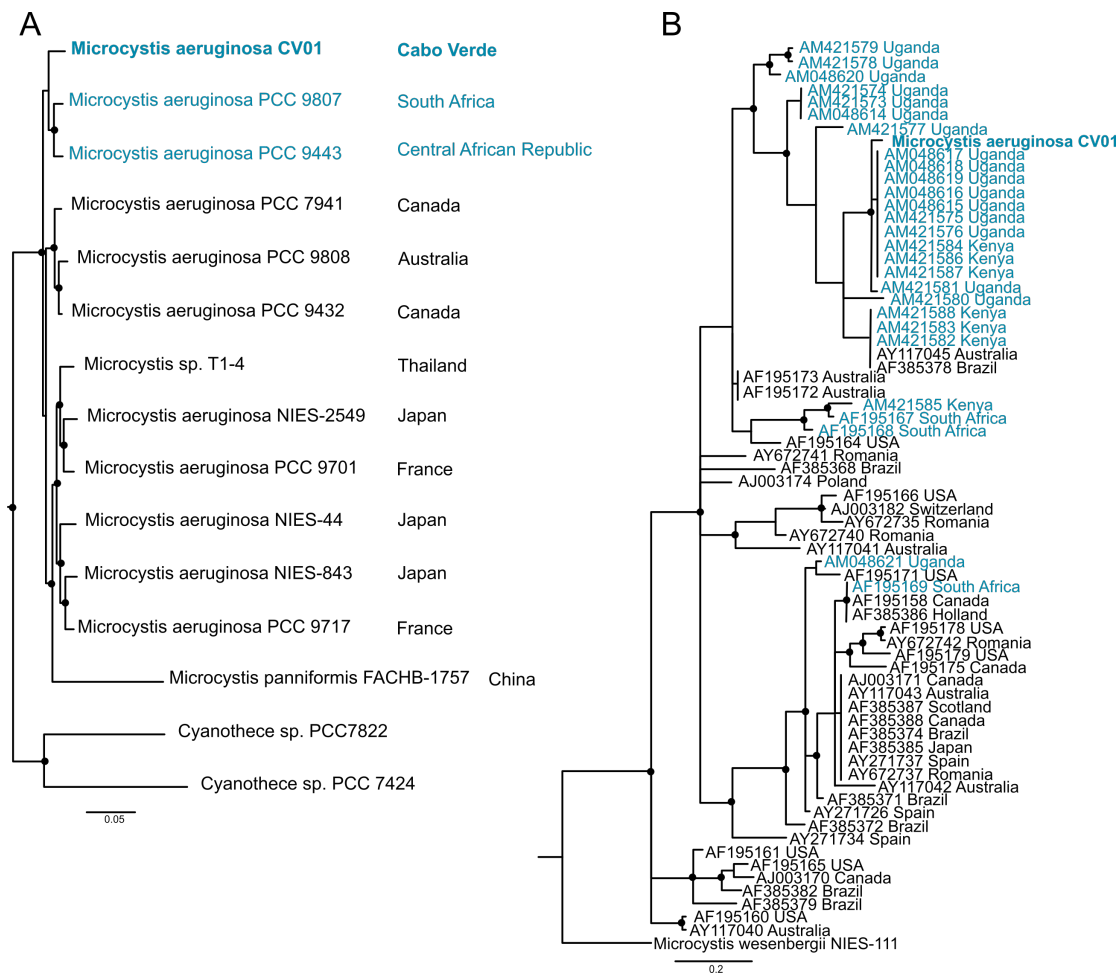 A
Microcystis aeruginosa CV01 Cabo Verde
Microcystis aeruginosa PCC 9807 South Africa
Microcystis aeruginosa PCC 9443 Central African Republic
Microcystis aeruginosa PCC 7941 Canada
Microcystis aeruginosa PCC 9808 Australia
Microcystis aeruginosa PCC 9432 Canada
Microcystis sp. T1-4 Thailand
Microcystis aeruginosa NIES-2549 Japan
Microcystis aeruginosa PCC 9701 France
Microcystis aeruginosa NIES-44 Japan
Microcystis aeruginosa NIES-843 Japan
Microcystis aeruginosa PCC 9717 France
Microcystis panniformis FACHB-1757 China
Cyanothece sp. PCC7822
Cyanothece sp. PCC 7424
0.05
B
AM421579 Uganda
AM421578 Uganda
AM048620 Uganda
AM421574 Uganda
AM421573 Uganda
AM048614 Uganda
AM421577 Uganda
Microcystis aeruginosa CV01
AM048617 Uganda
AM048618 Uganda
AM048619 Uganda
AM048616 Uganda
AM048615 Uganda
AM421575 Uganda
AM421576 Uganda
AM421584 Kenya
AM421586 Kenya
AM421587 Kenya
AM421581 Uganda
AM421580 Uganda
AM421588 Kenya
AM421583 Kenya
AM421582 Kenya
AY117045 Australia
AF385378 Brazil
AF195173 Australia
AF195172 Australia
AM421585 Kenya
AF195167 South Africa
AF195168 South Africa
AF195164 USA
AY672741 Romania
AF385368 Brazil
AJ003174 Poland
AF195166 USA
AJ003182 Switzerland
AY672735 Romania
AY672740 Romania
AY117041 Australia
AM048621 Uganda
AF195171 USA
AF195169 South Africa
AF195158 Canada
AF385386 Holland
AF195178 USA
AY672742 Romania
AF195179 USA
AF195175 Canada
AJ003171 Canada
AY117043 Australia
AF385387 Scotland
AF385388 Canada
AF385374 Brazil
AF385385 Japan
AY271737 Spain
AY672737 Romania
AY117042 Australia
AF385371 Brazil
AY271726 Spain
AF385372 Brazil
AY271734 Spain
AF195161 USA
AF195165 USA
AJ003170 Canada
AF385382 Brazil
AF385379 Brazil
AF195160 USA
AY117040 Australia
Microcystis wesenbergii NIES-111
0.2